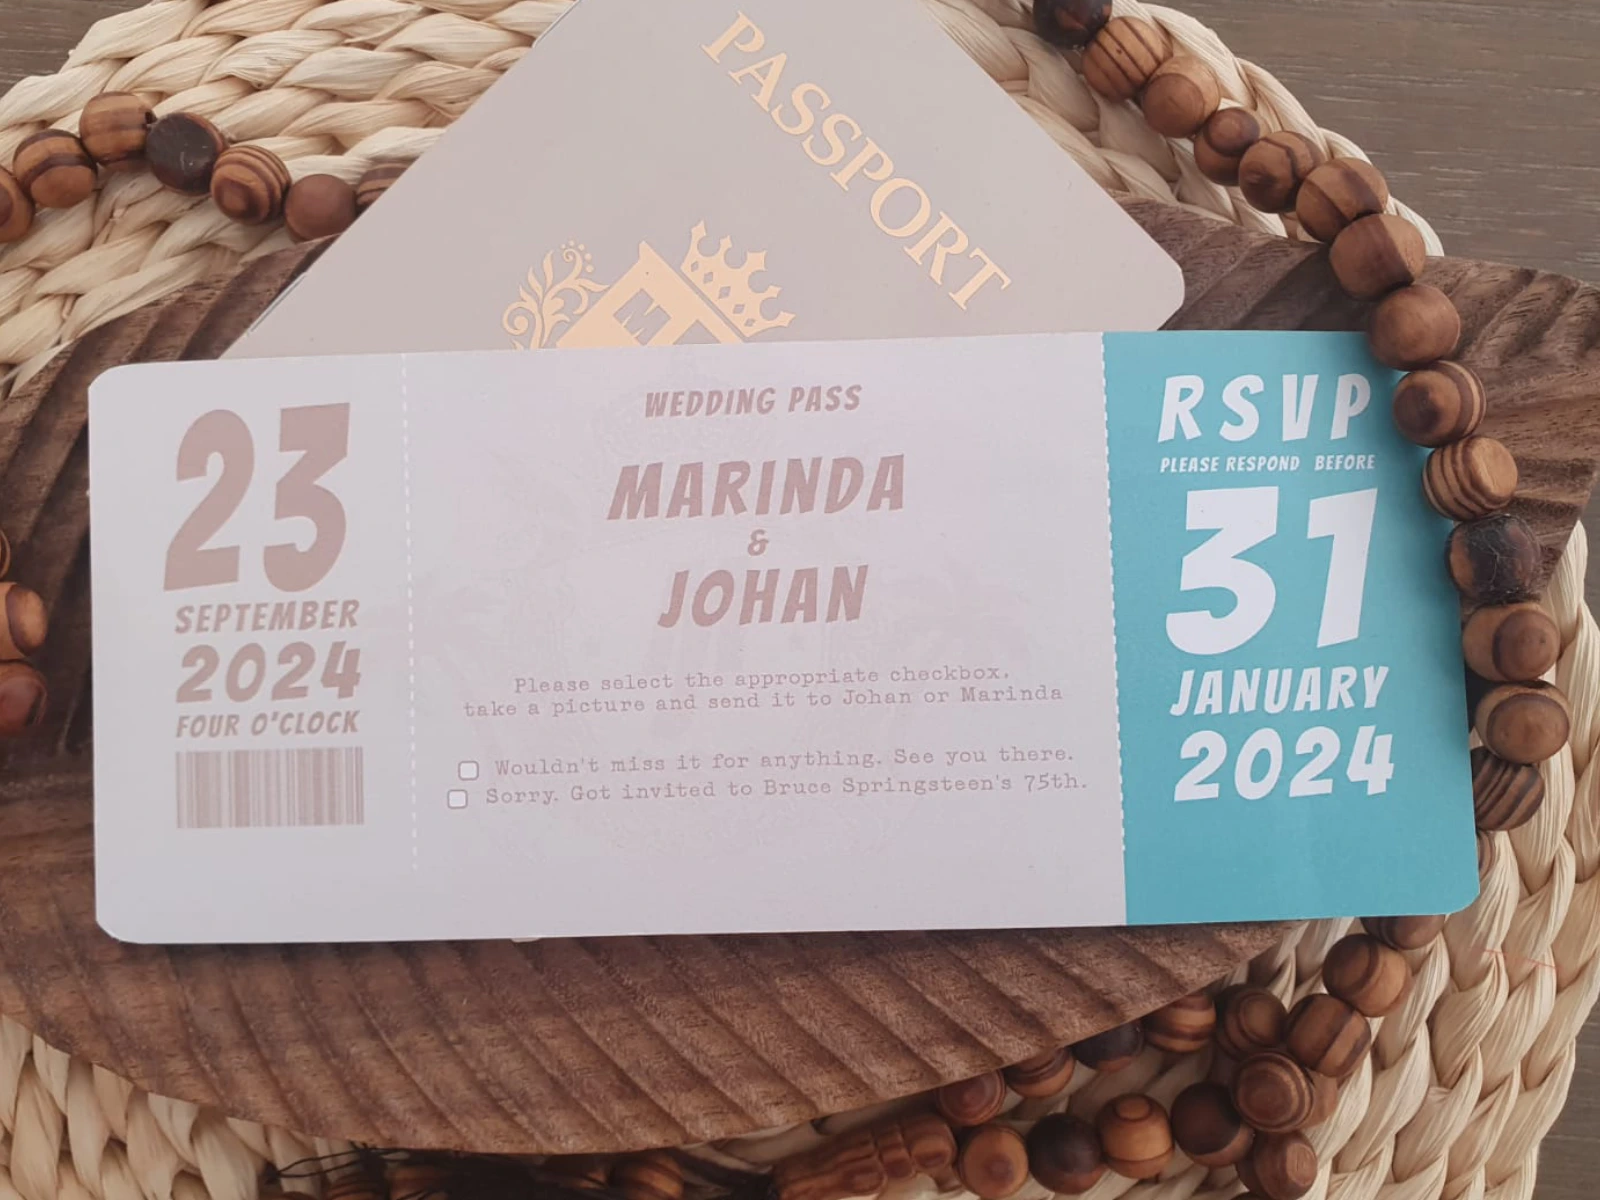 PASSPORT
M
23
SEPTEMBER
2024
FOUR O'CLOCK
WEDDING PASS
MARINDA
&
JOHAN
Please select the appropriate checkbox,
take a picture and send it to Johan or Marinda
Wouldn't miss it for anything. See you there.
Sorry. Got invited to Bruce Springsteen's 75th.
RSVP
PLEASE RESPOND BEFORE
31
JANUARY
2024